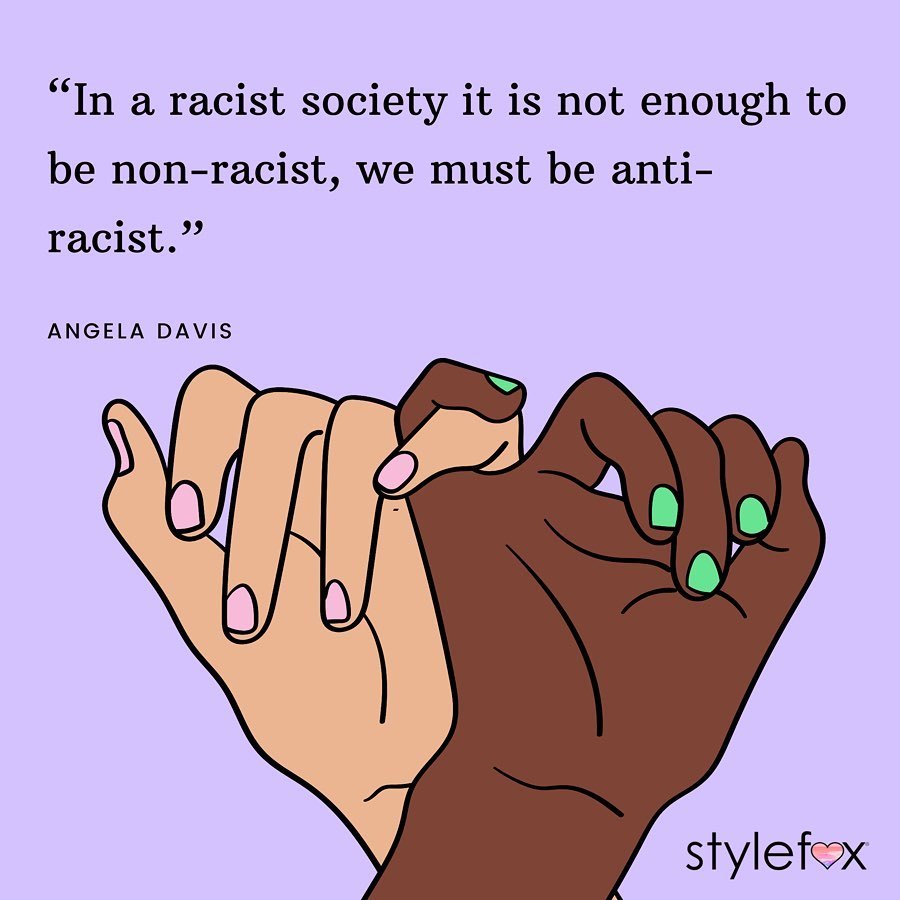 “In a racist society it is not enough to
be non-racist, we must be anti-
racist.”
ANGELA DAVIS
stylefox